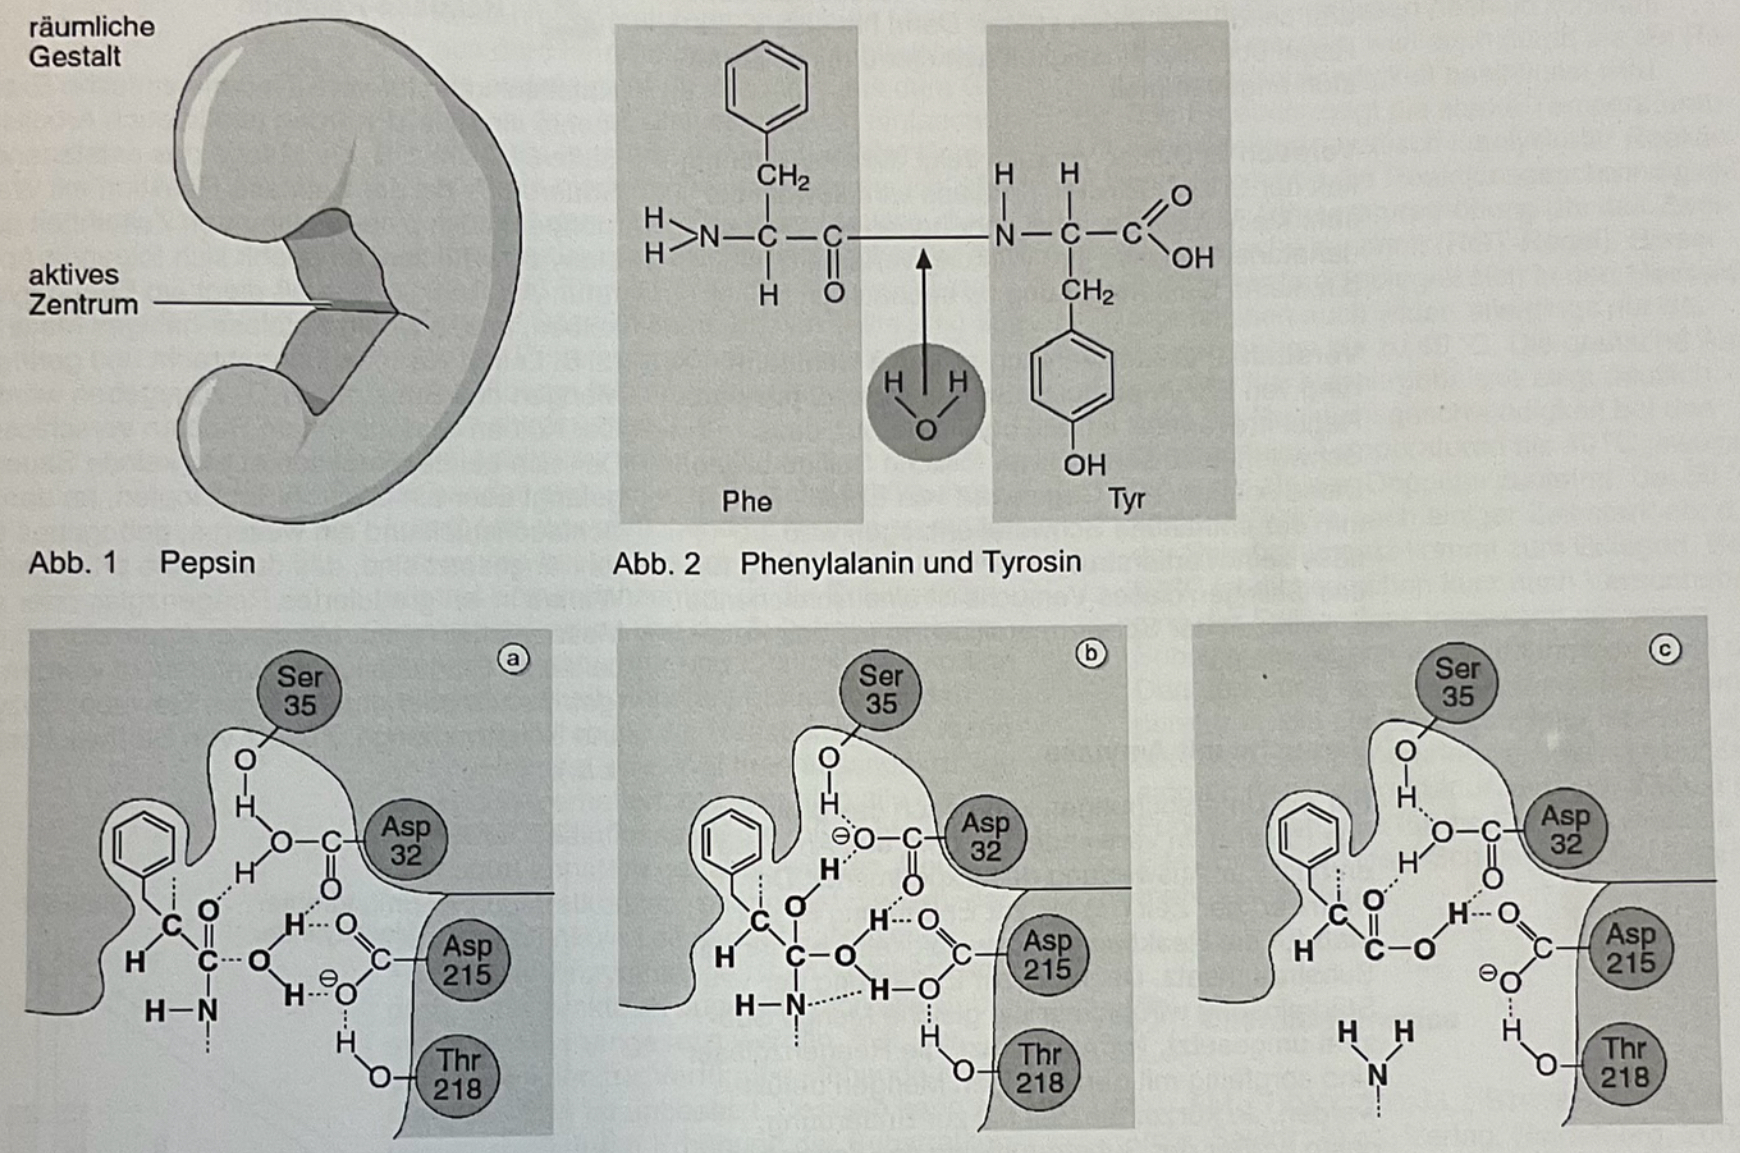 räumliche
Gestalt
aktives
Zentrum
Abb. 1 Pepsin
CH₂
H
H
N
C
C
H
O
N
H
C
H
C
O
OH
CH₂
OH
H H
O
Phe
Tyr
Abb. 2 Phenylalanin und Tyrosin
a
Ser
35
O
H
O
C
Asp
32
H
O
C
O
H
O
H
C
O
H
⊖
O
C
Asp
215
H
N
H
O
Thr
218
b
Ser
35
O
H
⊖
O
C
Asp
32
H
O
C
O
H
O
H
C
O
C
Asp
215
H
N
H
O
H
O
Thr
218
c
Ser
35
O
H
O
C
Asp
32
H
O
C
O
H
O
H
C
O
C
Asp
215
⊖
O
H H
N
H
O
Thr
218